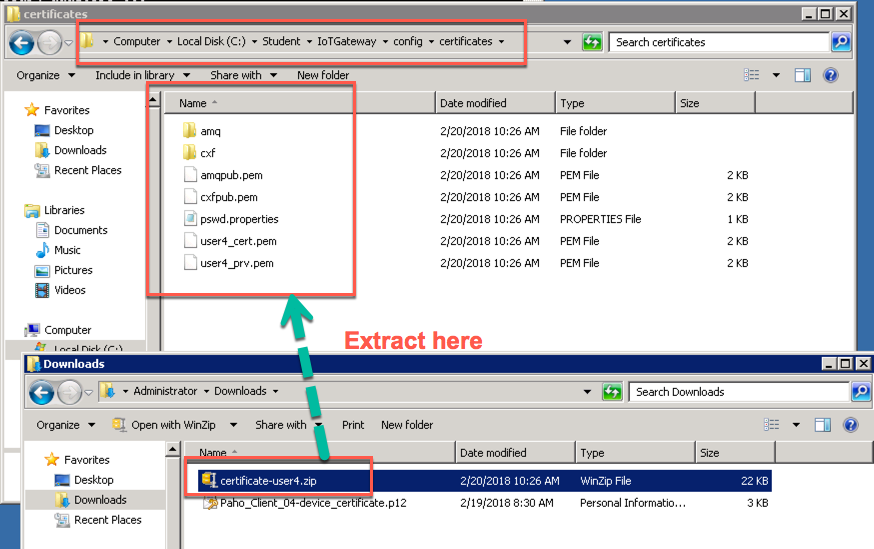 certificates
Computer Local Disk (C:) Student IoTGateway config certificates Search certificates
Organize Include in library Share with New folder
Favorites
Desktop
Downloads
Recent Places
Libraries
Documents
Music
Pictures
Videos
Computer
Local Disk (C:)
Name Date modified Type Size
amq 2/20/2018 10:26 AM File folder
cxf 2/20/2018 10:26 AM File folder
amqpub.pem 2/20/2018 10:26 AM PEM File 2 KB
cxfpub.pem 2/20/2018 10:26 AM PEM File 2 KB
pswd.properties 2/20/2018 10:26 AM PROPERTIES File 1 KB
user4_cert.pem 2/20/2018 10:26 AM PEM File 2 KB
user4_prv.pem 2/20/2018 10:26 AM PEM File 2 KB
Extract here
Downloads
Administrator Downloads Search Downloads
Organize Open with WinZip Share with Print New folder
Favorites
Desktop
Downloads
Recent Places
Name Date modified Type Size
certificate-user4.zip 2/20/2018 10:26 AM WinZip File 22 KB
Paho_Client_04-device_certificate.p12 2/19/2018 8:30 AM Personal Informatio... 3 KB